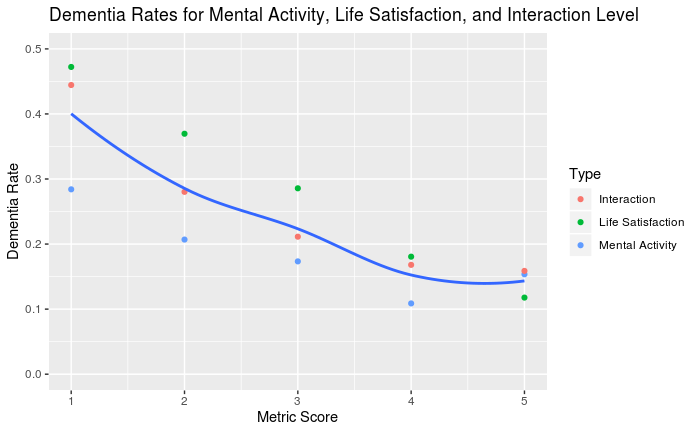 Dementia Rates for Mental Activity, Life Satisfaction, and Interaction Level
0.5
0.4
0.3
0.2
0.1
0.0
Dementia Rate
1 2 3 4 5
Metric Score
Type
Interaction
Life Satisfaction
Mental Activity